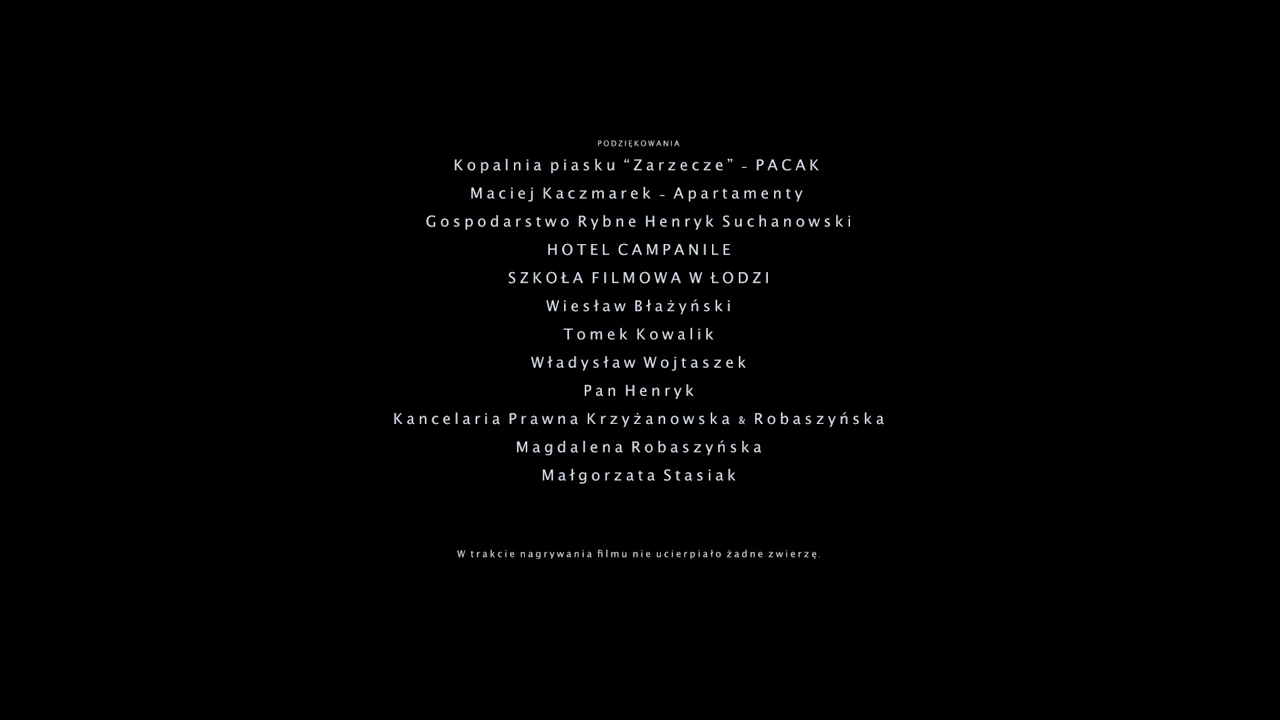 PODZIĘKOWANIA
Kopalnia piasku “Zarzecze” - PACAK
Maciej Kaczmarek - Apartamenty
Gospodarstwo Rybne Henryk Suchanowski
HOTEL CAMPANILE
SZKOŁA FILMOWA W ŁODZI
Wiesław Błażyński
Tomek Kowalik
Władysław Wojtaszek
Pan Henryk
Kancelaria Prawna Krzyżanowska & Robaszyńska
Magdalena Robaszyńska
Małgorzata Stasiak
W trakcie nagrywania filmu nie ucierpiało żadne zwierzę.